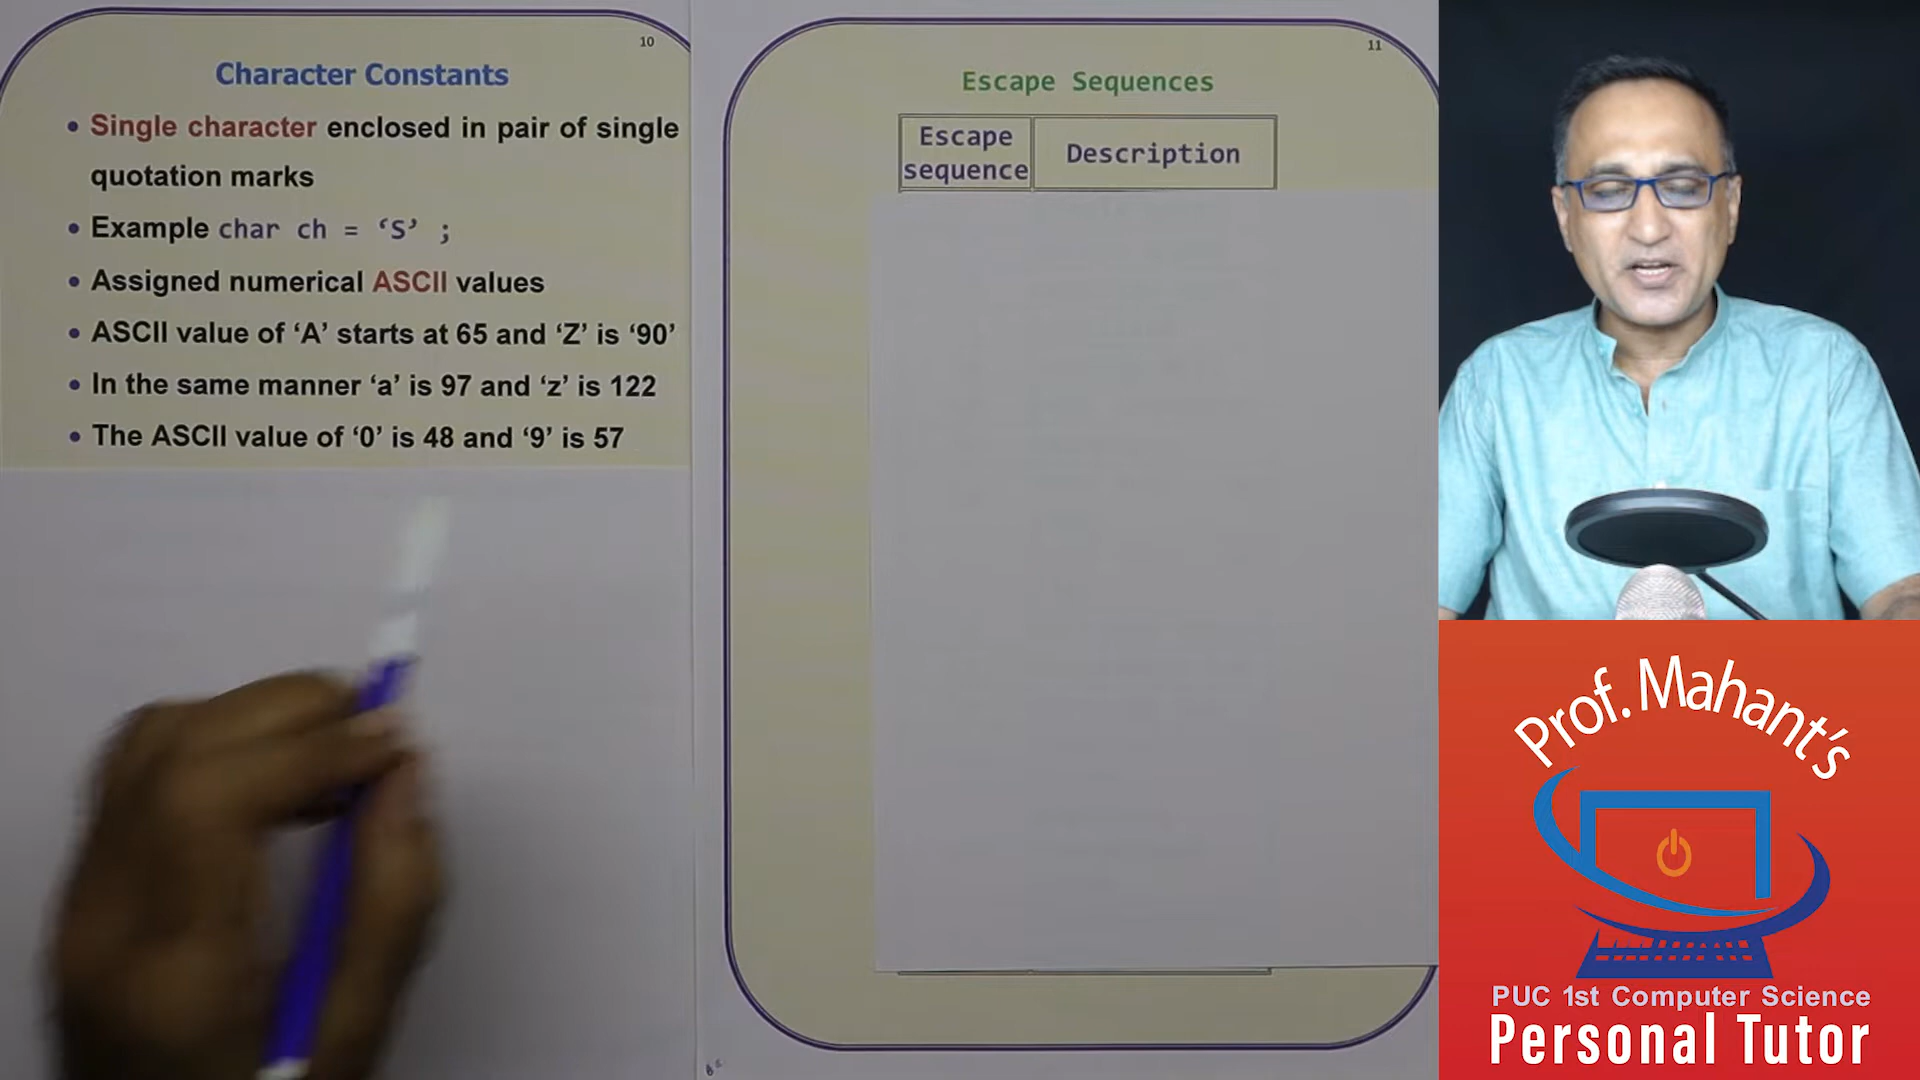 10
Character Constants
• Single character enclosed in pair of single
quotation marks
• Example char ch = ‘S’ ;
• Assigned numerical ASCII values
• ASCII value of ‘A’ starts at 65 and ‘Z’ is ‘90’
• In the same manner ‘a’ is 97 and ‘z’ is 122
• The ASCII value of ‘0’ is 48 and ‘9’ is 57
11
Escape Sequences
Escape
sequence
Description
Prof. Mahant’s
PUC 1st Computer Science
Personal Tutor